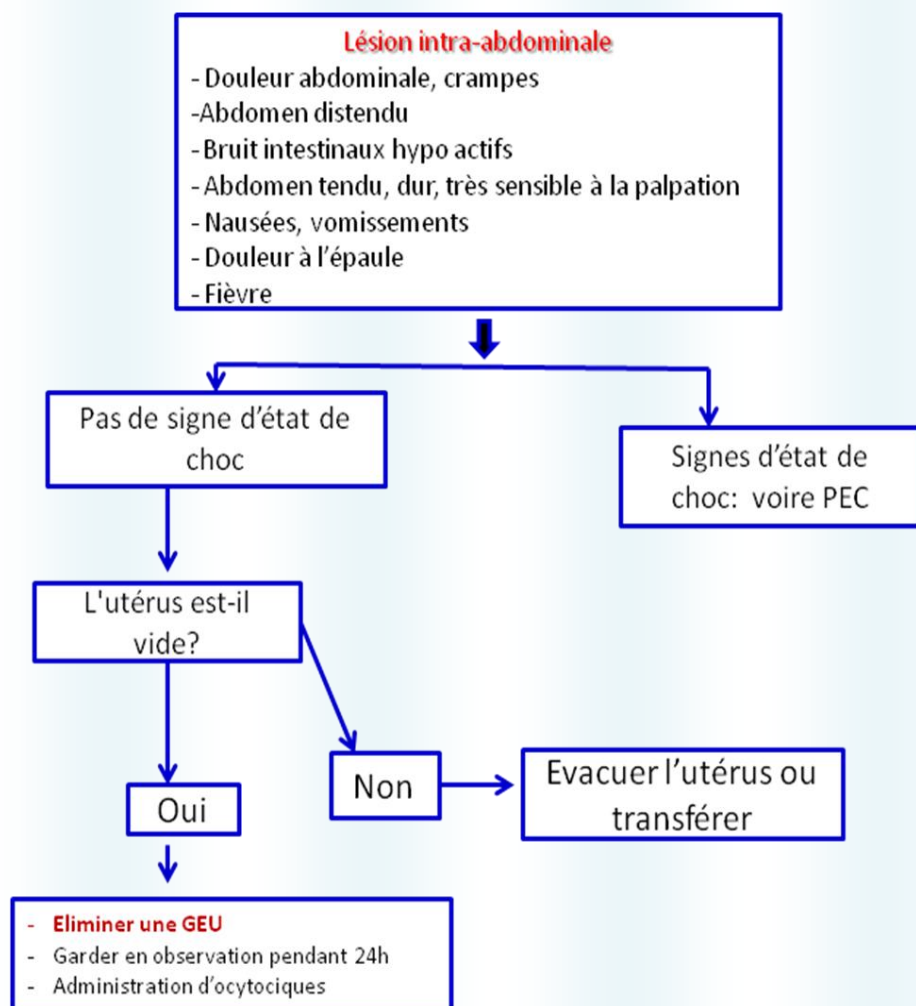 Lésion intra-abdominale
- Douleur abdominale, crampes
-Abdomen distendu
- Bruit intestinaux hypo actifs
- Abdomen tendu, dur, très sensible à la palpation
- Nausées, vomissements
- Douleur à l'épaule
- Fièvre
Pas de signe d'état de
choc
Signes d'état de
choc: voire PEC
L'utérus est-il
vide?
Oui
Non
Evacuer l'utérus ou
transférer
- Eliminer une GEU
- Garder en observation pendant 24h
- Administration d'ocytociques